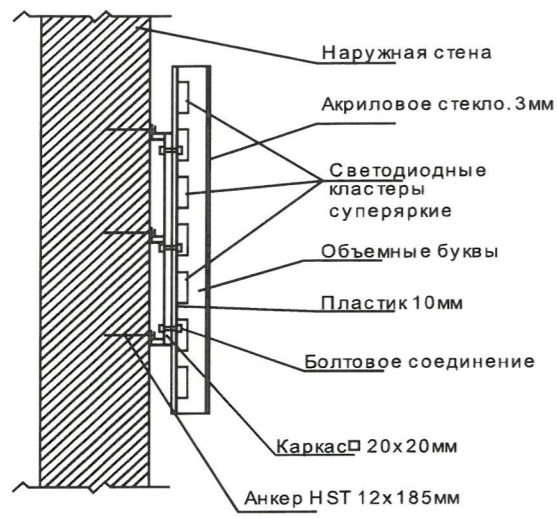 Наружная стена
Акриловое стекло.3мм
Светодиодные
кластеры
суперяркие
Объемные буквы
Пластик 10мм
Болтовое соединение
Каркас□ 20х20мм
Анкер HST 12х185мм